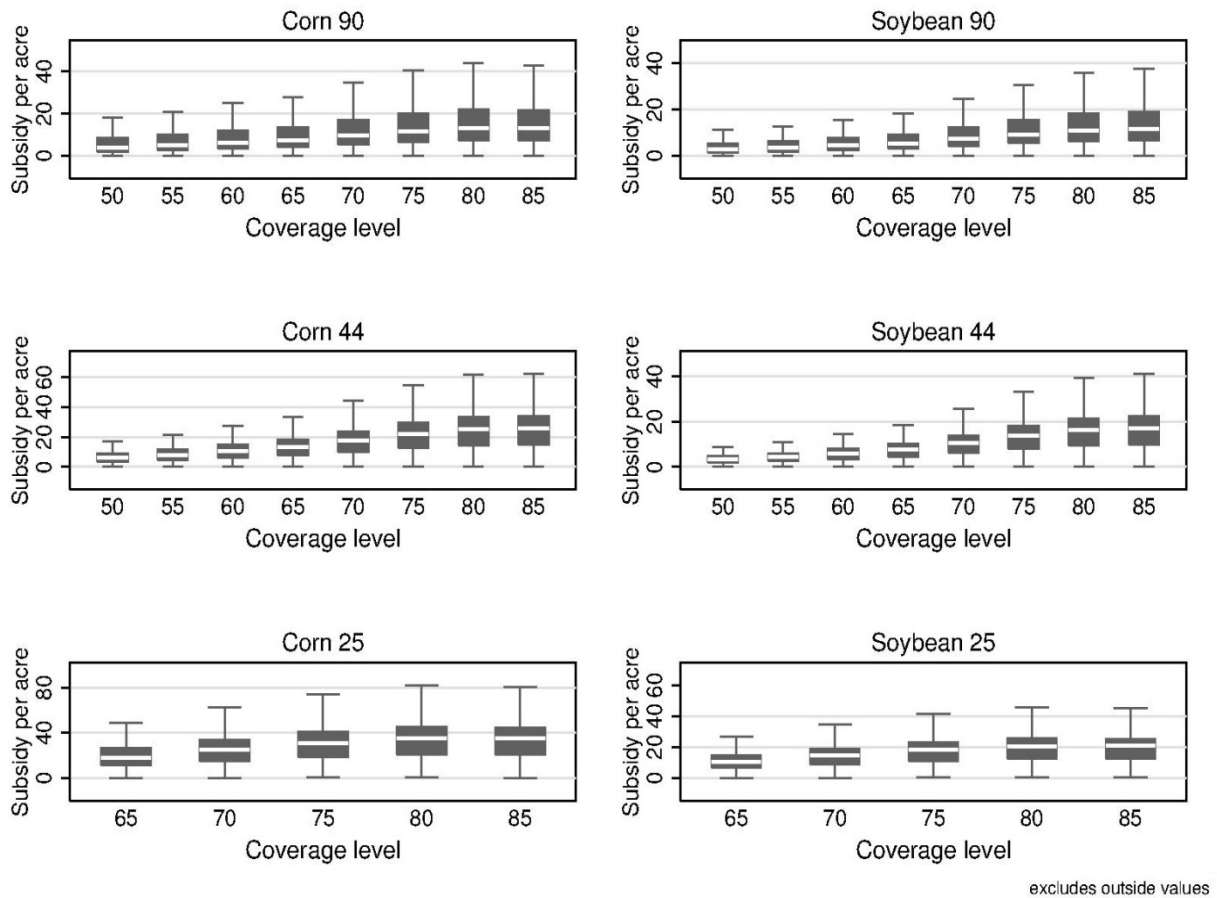 Corn 90
Subsidy per acre
0 20 40
50 55 60 65 70 75 80 85
Coverage level
Soybean 90
Subsidy per acre
0 20 40
50 55 60 65 70 75 80 85
Coverage level
Corn 44
Subsidy per acre
0 20 40 60
50 55 60 65 70 75 80 85
Coverage level
Soybean 44
Subsidy per acre
0 20 40
50 55 60 65 70 75 80 85
Coverage level
Corn 25
Subsidy per acre
0 40 80
65 70 75 80 85
Coverage level
Soybean 25
Subsidy per acre
0 20 40 60
65 70 75 80 85
Coverage level
excludes outside values